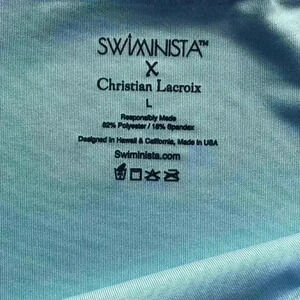 SWIMINISTA™
X
Christian Lacroix
L
Responsibly Made
82% Polyester / 18% Spandex
Designed in Hawaii & California, Made in USA
Swiminista.com